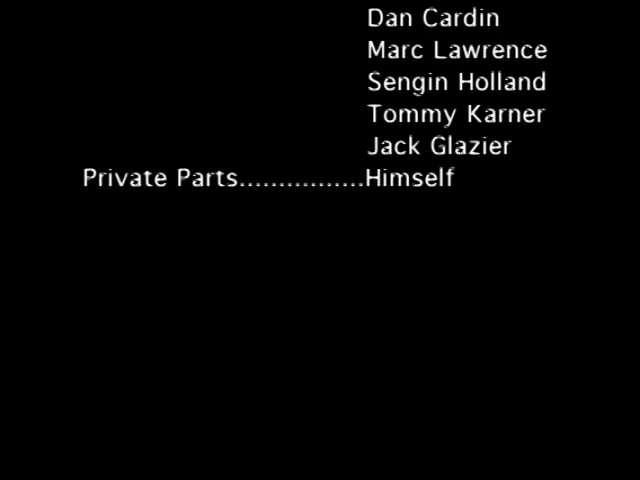 Dan Cardin
Marc Lawrence
Sengin Holland
Tommy Karner
Jack Glazier
Private Parts................Himself